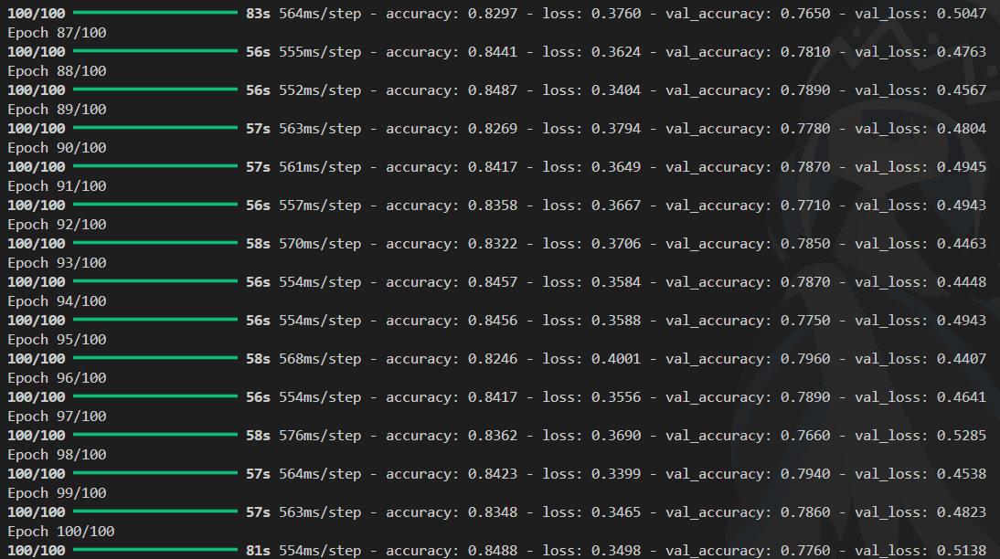 100/100 83s 564ms/step - accuracy: 0.8297 - loss: 0.3760 - val_accuracy: 0.7650 - val_loss: 0.5047
Epoch 87/100
100/100 56s 555ms/step - accuracy: 0.8441 - loss: 0.3624 - val_accuracy: 0.7810 - val_loss: 0.4763
Epoch 88/100
100/100 56s 552ms/step - accuracy: 0.8487 - loss: 0.3404 - val_accuracy: 0.7890 - val_loss: 0.4567
Epoch 89/100
100/100 57s 563ms/step - accuracy: 0.8269 - loss: 0.3794 - val_accuracy: 0.7780 - val_loss: 0.4804
Epoch 90/100
100/100 57s 561ms/step - accuracy: 0.8417 - loss: 0.3649 - val_accuracy: 0.7870 - val_loss: 0.4945
Epoch 91/100
100/100 56s 557ms/step - accuracy: 0.8358 - loss: 0.3667 - val_accuracy: 0.7710 - val_loss: 0.4943
Epoch 92/100
100/100 58s 570ms/step - accuracy: 0.8322 - loss: 0.3706 - val_accuracy: 0.7850 - val_loss: 0.4463
Epoch 93/100
100/100 56s 554ms/step - accuracy: 0.8457 - loss: 0.3584 - val_accuracy: 0.7870 - val_loss: 0.4448
Epoch 94/100
100/100 56s 554ms/step - accuracy: 0.8456 - loss: 0.3588 - val_accuracy: 0.7750 - val_loss: 0.4943
Epoch 95/100
100/100 58s 568ms/step - accuracy: 0.8246 - loss: 0.4001 - val_accuracy: 0.7960 - val_loss: 0.4407
Epoch 96/100
100/100 56s 554ms/step - accuracy: 0.8417 - loss: 0.3556 - val_accuracy: 0.7890 - val_loss: 0.4641
Epoch 97/100
100/100 58s 576ms/step - accuracy: 0.8362 - loss: 0.3690 - val_accuracy: 0.7660 - val_loss: 0.5285
Epoch 98/100
100/100 57s 564ms/step - accuracy: 0.8423 - loss: 0.3399 - val_accuracy: 0.7940 - val_loss: 0.4538
Epoch 99/100
100/100 57s 563ms/step - accuracy: 0.8348 - loss: 0.3465 - val_accuracy: 0.7860 - val_loss: 0.4823
Epoch 100/100
100/100 81s 554ms/step - accuracy: 0.8488 - loss: 0.3498 - val_accuracy: 0.7760 - val_loss: 0.5138